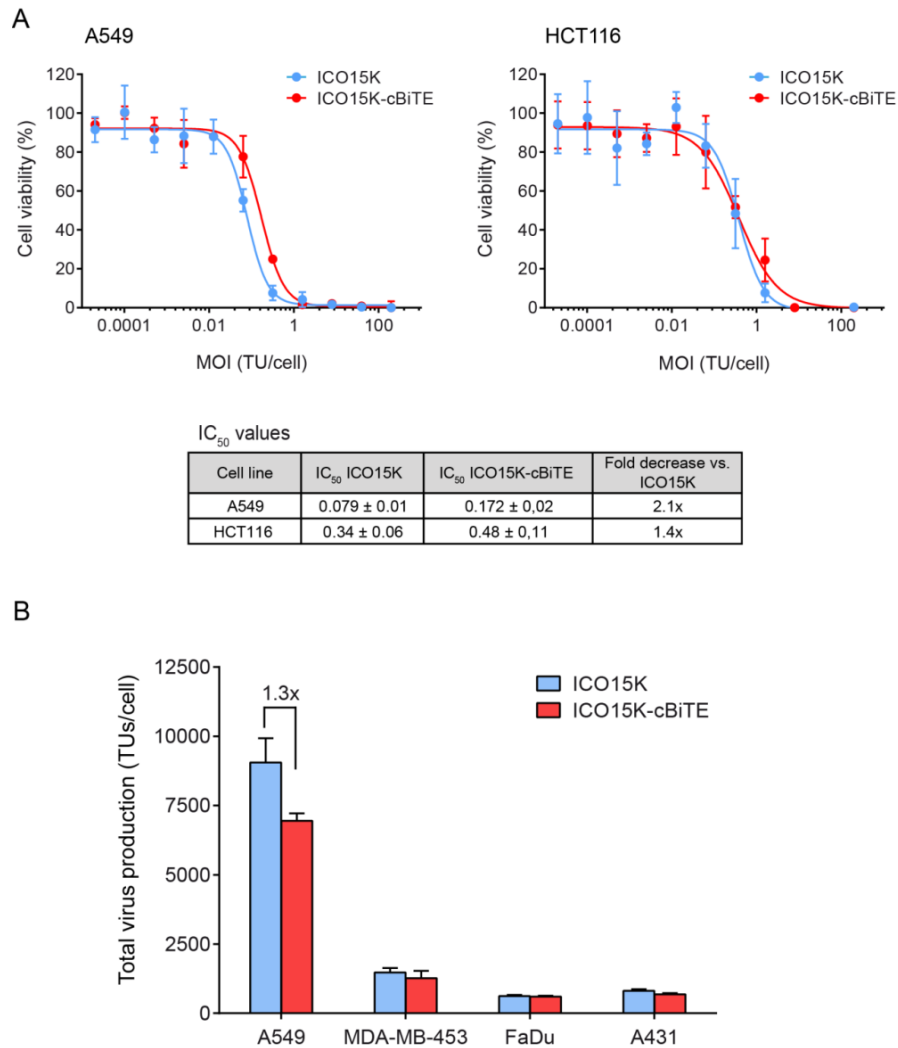 A
A549
120
100
80
60
40
20
0
Cell viability (%)
0.0001
0.01
1
100
MOI (TU/cell)
ICO15K
ICO15K-cBiTE
HCT116
120
100
80
60
40
20
0
Cell viability (%)
0.0001
0.01
1
100
MOI (TU/cell)
ICO15K
ICO15K-cBiTE
IC50 values
Cell line IC50 ICO15K IC50 ICO15K-cBiTE Fold decrease vs. ICO15K
A549 0.079 ± 0.01 0.172 ± 0,02 2.1x
HCT116 0.34 ± 0.06 0.48 ± 0,11 1.4x
B
12500
10000
7500
5000
2500
0
Total virus production (TUs/cell)
1.3x
ICO15K
ICO15K-cBiTE
A549 MDA-MB-453 FaDu A431